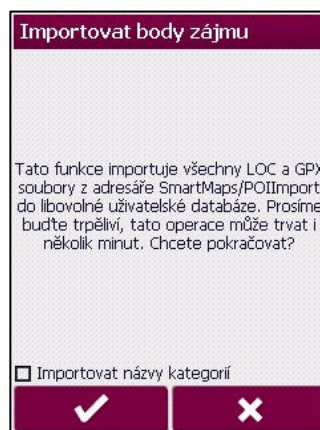 Importovat body zájmu
Tato funkce importuje všechny LOC a GPX
soubory z adresáře SmartMaps/POIImport
do libovolné uživatelské databáze. Prosíme
buďte trpěliví, tato operace může trvat i
několik minut. Chcete pokračovat?
Importovat názvy kategorií